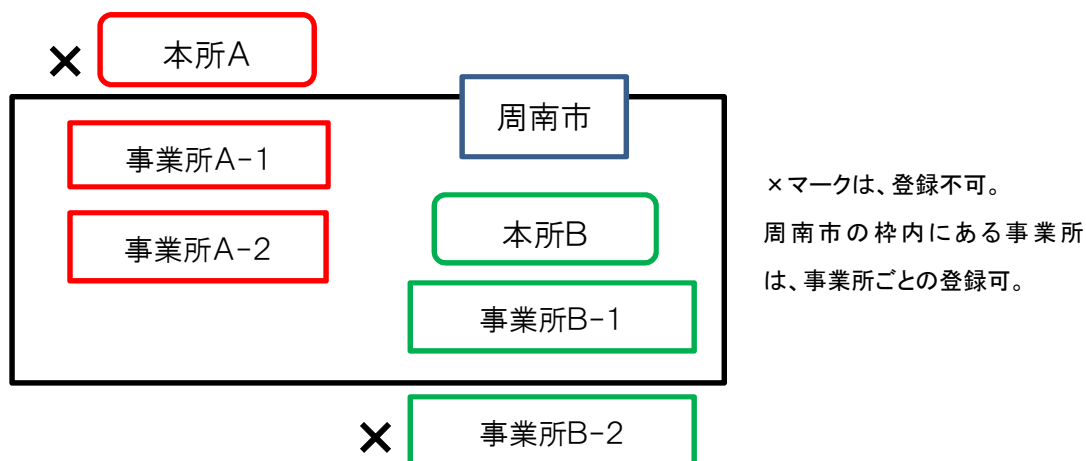 × 本所A
周南市
事業所A-1
事業所A-2
本所B
事業所B-1
× 事業所B-2
×マークは、登録不可。
周南市の枠内にある事業所
は、事業所ごとの登録可。